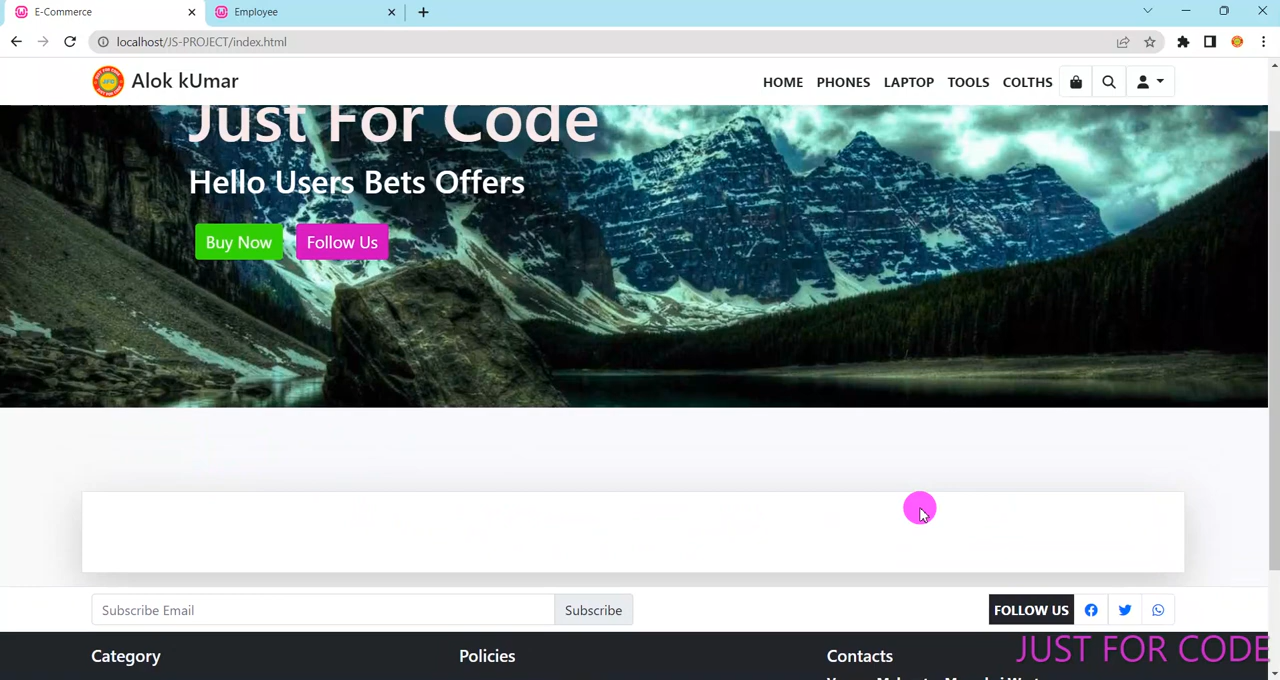 E-Commerce
Employee
localhost/JS-PROJECT/index.html
Alok kUmar
HOME PHONES LAPTOP TOOLS COLTHS
Just For Code
Hello Users Bets Offers
Buy Now Follow Us
Subscribe Email Subscribe FOLLOW US
Category Policies Contacts
JUST FOR CODE